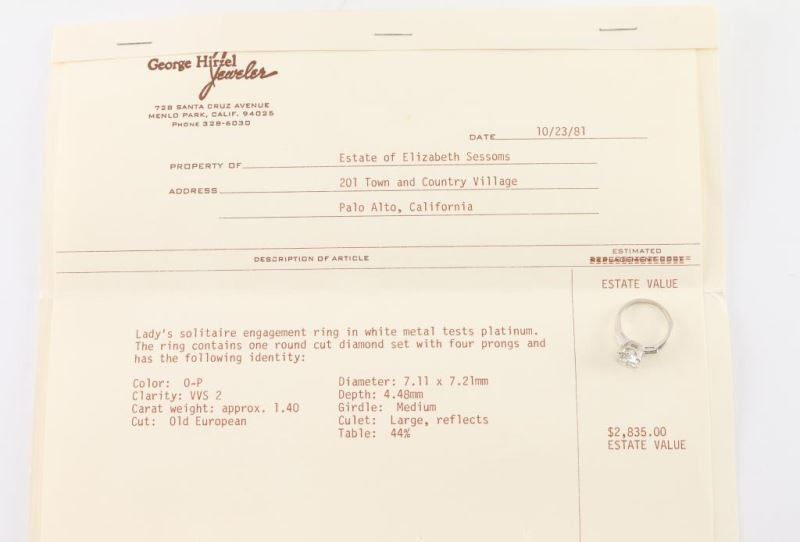 George Hirzel
Jeweler
728 SANTA CRUZ AVENUE
MENLO PARK, CALIF. 94025
PHONE 328-6030
DATE 10/23/81
PROPERTY OF Estate of Elizabeth Sessoms
ADDRESS 201 Town and Country Village
Palo Alto, California
DESCRIPTION OF ARTICLE
ESTIMATED
REPLACEMENT COST
ESTATE VALUE
Lady's solitaire engagement ring in white metal tests platinum.
The ring contains one round cut diamond set with four prongs and
has the following identity:
Color: O-P
Clarity: VVS 2
Carat weight: approx. 1.40
Cut: Old European
Diameter: 7.11 x 7.21mm
Depth: 4.48mm
Girdle: Medium
Culet: Large, reflects
Table: 44%
$2,835.00
ESTATE VALUE